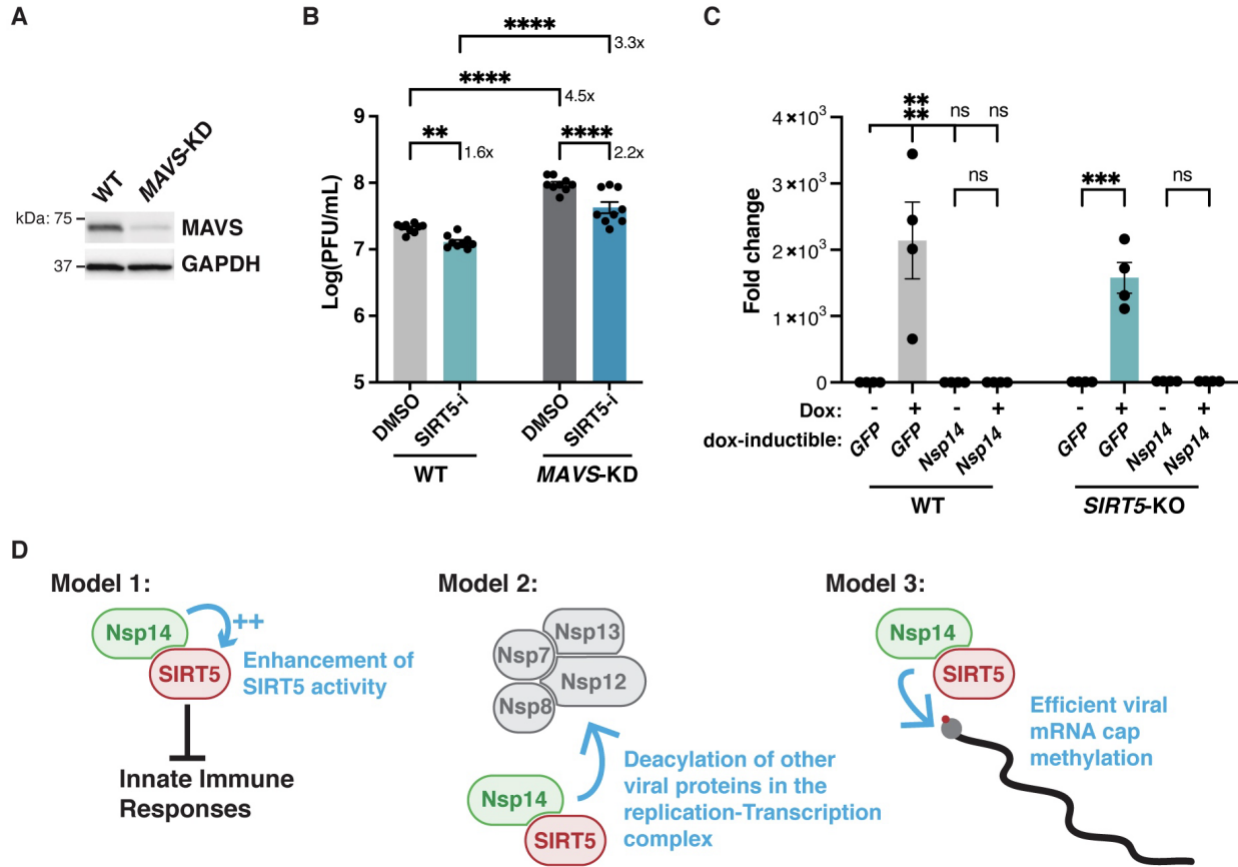 A
WT
MAVS-KD
kDa: 75
MAVS
37
GAPDH
B
****
3.3x
****
4.5x
**
1.6x
****
2.2x
Log(PFU/mL)
9
8
7
6
5
DMSO
SIRT5-i
DMSO
SIRT5-i
WT
MAVS-KD
C
**
**
ns
ns
ns
***
ns
Fold change
4×10³
3×10³
2×10³
1×10³
0
Dox: - + - + - + - +
dox-inductible: GFP GFP Nsp14 Nsp14 GFP GFP Nsp14 Nsp14
WT
SIRT5-KO
D
Model 1:
Nsp14
++
SIRT5
Enhancement of
SIRT5 activity
Innate Immune
Responses
Model 2:
Nsp13
Nsp7
Nsp12
Nsp8
Deacylation of other
viral proteins in the
replication-Transcription
complex
Nsp14
SIRT5
Model 3:
Nsp14
SIRT5
Efficient viral
mRNA cap
methylation